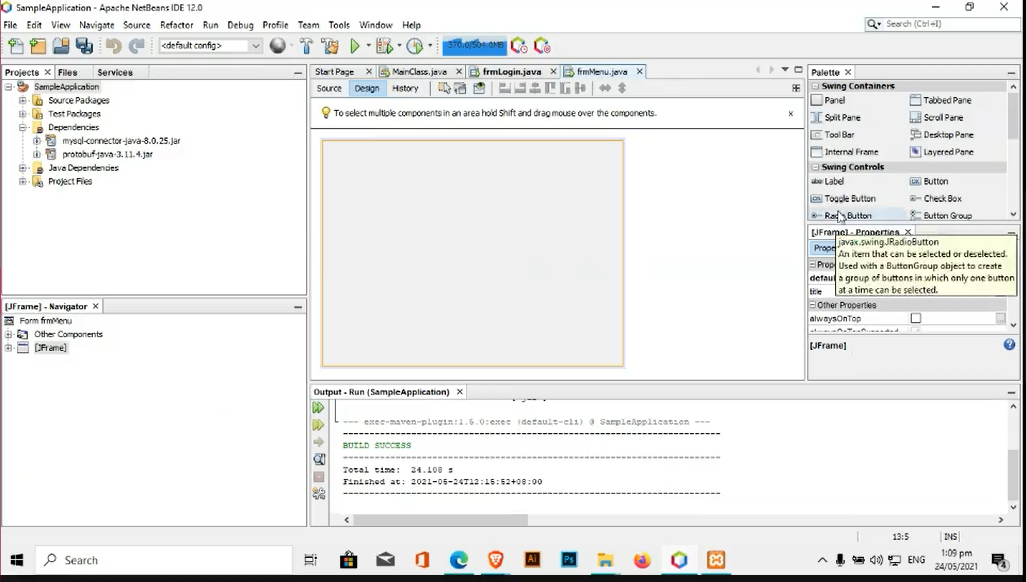 SampleApplication - Apache NetBeans IDE 12.0
File Edit View Navigate Source Refactor Run Debug Profile Team Tools Window Help
Search (Ctrl+I)
<default config>
370.0/504.0MB
Projects Files Services
SampleApplication
Source Packages
Test Packages
Dependencies
mysql-connector-java-8.0.25.jar
protobuf-java-3.11.4.jar
Java Dependencies
Project Files
[JFrame] - Navigator
Form frmMenu
Other Components
[JFrame]
Start Page MainClass.java frmLogin.java frmMenu.java
Source Design History
To select multiple components in an area hold Shift and drag mouse over the components.
Output - Run (SampleApplication)
--- exec-maven-plugin:1.5.0:exec (default-cli) @ SampleApplication ---
BUILD SUCCESS
Total time: 24.108 s
Finished at: 2021-05-24T12:15:52+08:00
Palette
Swing Containers
Panel Tabbed Pane
Split Pane Scroll Pane
Tool Bar Desktop Pane
Internal Frame Layered Pane
Swing Controls
label Label OK Button
ON Toggle Button Check Box
Radio Button Button Group
[JFrame] - Properties
javax.swing.JRadioButton
An item that can be selected or deselected.
Used with a ButtonGroup object to create
a group of buttons in which only one button
at a time can be selected.
title
Other Properties
alwaysOnTop
[JFrame]
13:5 INS
Search
Ai Ps
ENG
1:09 pm
24/05/2021
4